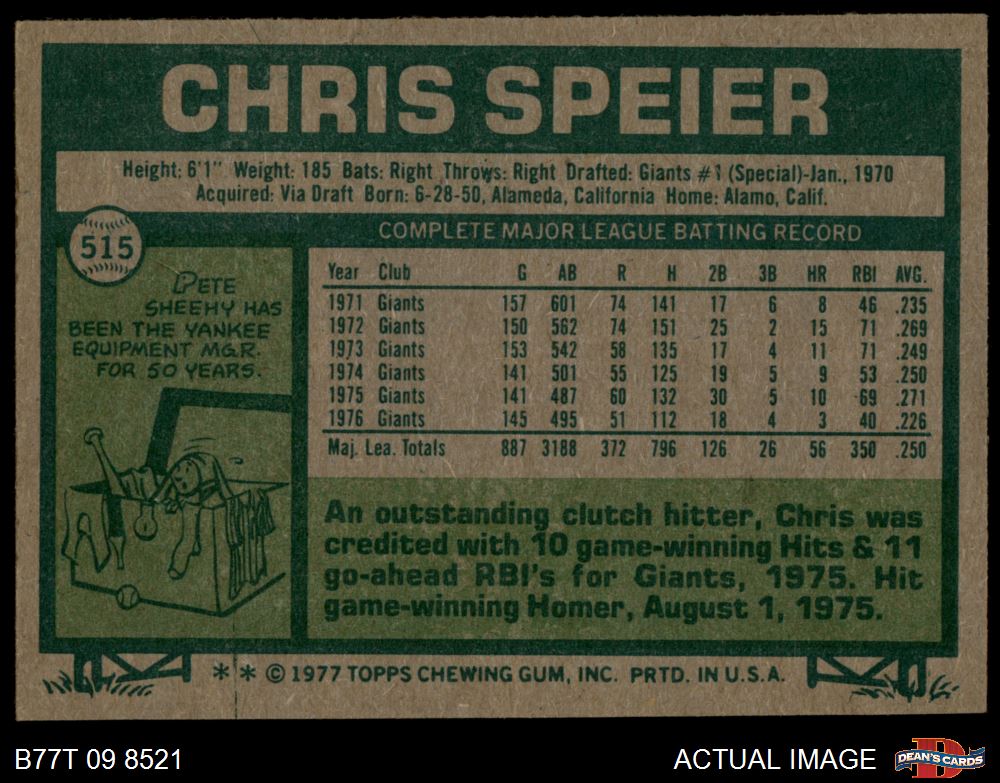 CHRIS SPEIER
Height: 6'1" Weight: 185 Bats: Right Throws: Right Drafted: Giants #1 (Special)-Jan., 1970
Acquired: Via Draft Born: 6-28-50, Alameda, California Home: Alamo, Calif.
515
COMPLETE MAJOR LEAGUE BATTING RECORD
PETE
SHEEHY HAS
BEEN THE YANKEE
EQUIPMENT MGR.
FOR 50 YEARS.
Year Club G AB R H 2B 3B HR RBI AVG.
1971 Giants 157 601 74 141 17 6 8 46 .235
1972 Giants 150 562 74 151 25 2 15 71 .269
1973 Giants 153 542 58 135 17 4 11 71 .249
1974 Giants 141 501 55 125 19 5 9 53 .250
1975 Giants 141 487 60 132 30 5 10 69 .271
1976 Giants 145 495 51 112 18 4 3 40 .226
Maj. Lea. Totals 887 3188 372 796 126 26 56 350 .250
An outstanding clutch hitter, Chris was
credited with 10 game-winning Hits & 11
go-ahead RBI's for Giants, 1975. Hit
game-winning Homer, August 1, 1975.
** © 1977 TOPPS CHEWING GUM, INC. PRTD. IN U.S.A.
B77T 09 8521
ACTUAL IMAGE
D
DEAN'S CARDS